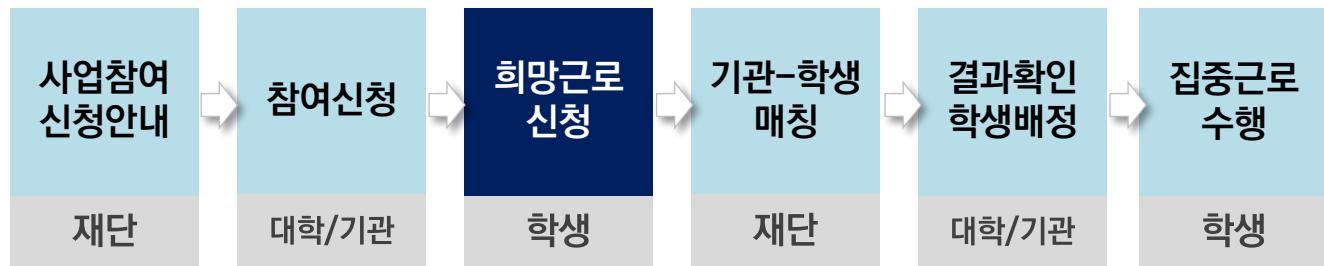 사업참여
신청안내
재단
참여신청
대학/기관
희망근로
신청
학생
기관-학생
매칭
재단
결과확인
학생배정
대학/기관
집중근로
수행
학생